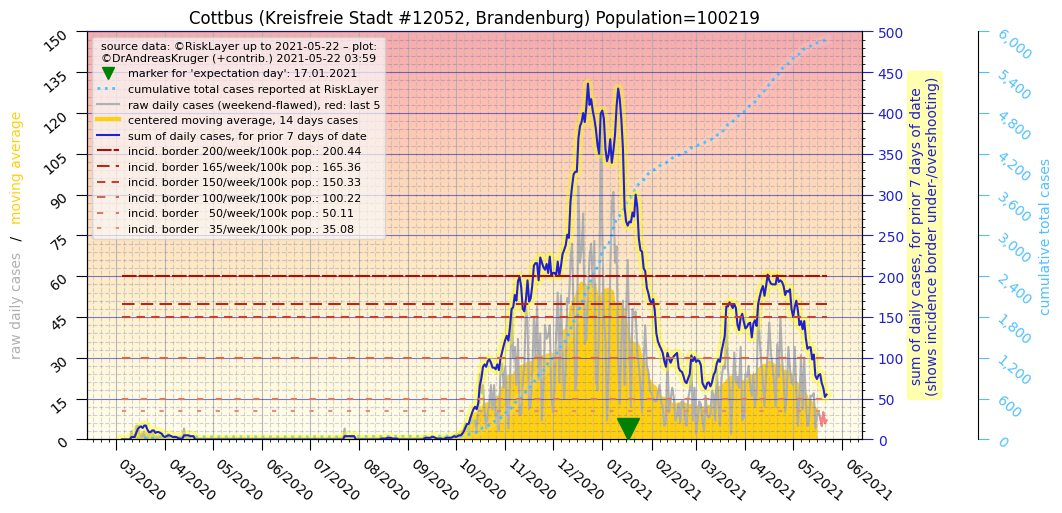 Cottbus (Kreisfreie Stadt #12052, Brandenburg) Population=100219
source data: ©RiskLayer up to 2021-05-22 – plot:
©DrAndreasKruger (+contrib.) 2021-05-22 03:59
marker for 'expectation day': 17.01.2021
cumulative total cases reported at RiskLayer
raw daily cases (weekend-flawed), red: last 5
centered moving average, 14 days cases
sum of daily cases, for prior 7 days of date
incid. border 200/week/100k pop.: 200.44
incid. border 165/week/100k pop.: 165.36
incid. border 150/week/100k pop.: 150.33
incid. border 100/week/100k pop.: 100.22
incid. border 50/week/100k pop.: 50.11
incid. border 35/week/100k pop.: 35.08
raw daily cases / moving average
150
135
120
105
90
75
60
45
30
15
0
03/2020
04/2020
05/2020
06/2020
07/2020
08/2020
09/2020
10/2020
11/2020
12/2020
01/2021
02/2021
03/2021
04/2021
05/2021
06/2021
500
450
400
350
300
250
200
150
100
50
0
sum of daily cases, for prior 7 days of date
(shows incidence border under-/overshooting)
6,000
5,400
4,800
4,200
3,600
3,000
2,400
1,800
1,200
600
0
cumulative total cases